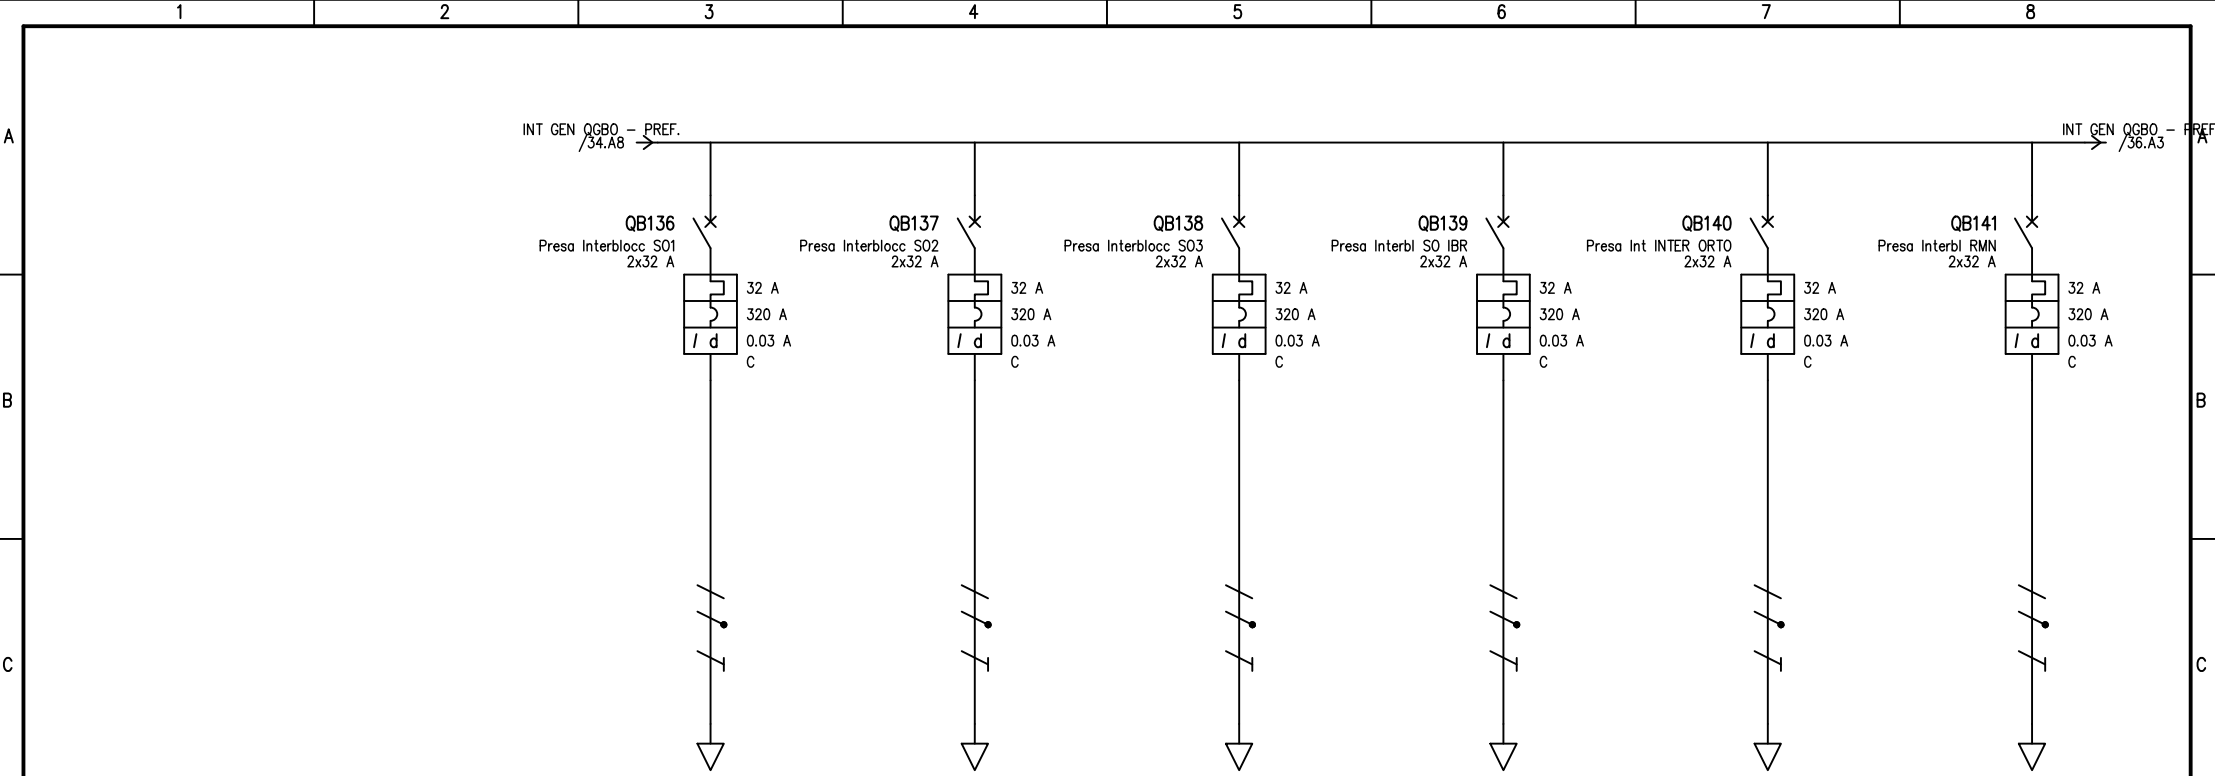 1 2 3 4 5 6 7 8
A
INT GEN QGBO - PREF.
/34.A8
INT GEN QGBO - PREF
/36.A3
A
QB136
Presa Interblocc SO1
2x32 A
32 A
320 A
I d 0.03 A
C
QB137
Presa Interblocc SO2
2x32 A
32 A
320 A
I d 0.03 A
C
QB138
Presa Interblocc SO3
2x32 A
32 A
320 A
I d 0.03 A
C
QB139
Presa Interbl SO IBR
2x32 A
32 A
320 A
I d 0.03 A
C
QB140
Presa Int INTER ORTO
2x32 A
32 A
320 A
I d 0.03 A
C
QB141
Presa Interbl RMN
2x32 A
32 A
320 A
I d 0.03 A
C
B B
C C